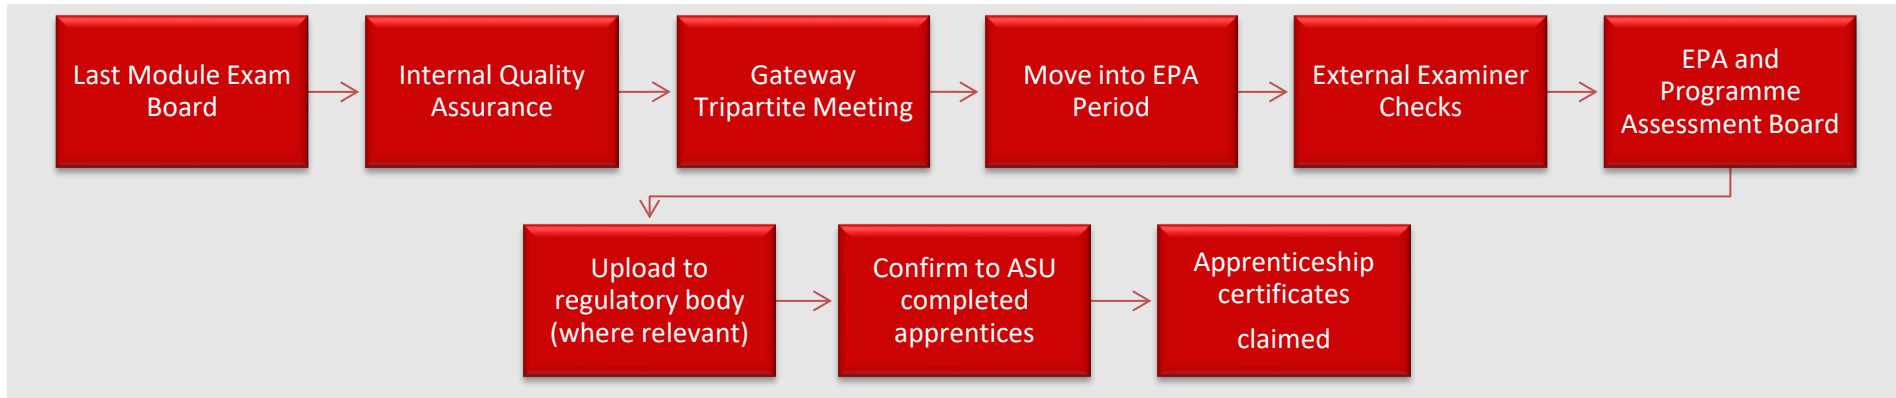 Last Module Exam
Board
Internal Quality
Assurance
Gateway
Tripartite Meeting
Move into EPA
Period
External Examiner
Checks
EPA and
Programme
Assessment Board
Upload to
regulatory body
(where relevant)
Confirm to ASU
completed
apprentices
Apprenticeship
certificates
claimed